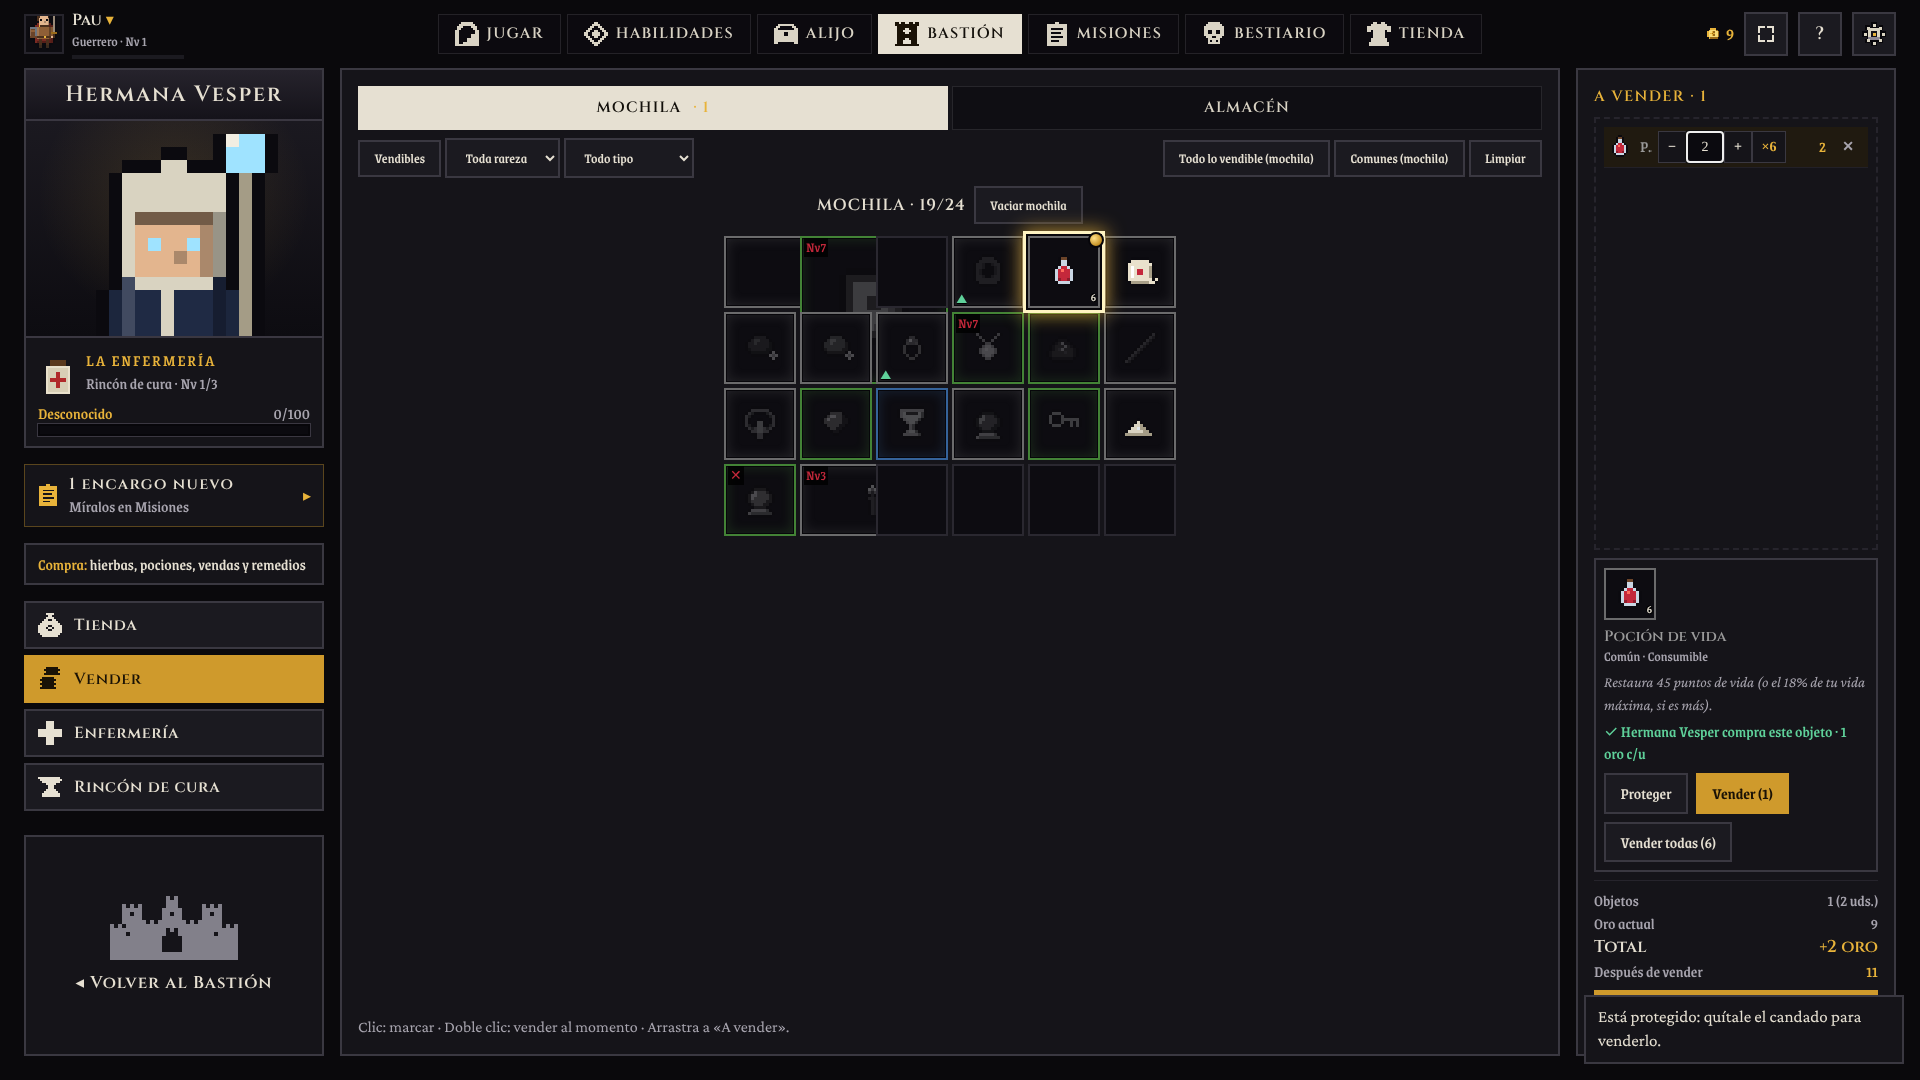 Pau ▼
Guerrero · Nv 1
JUGAR
HABILIDADES
ALIJO
BASTIÓN
MISIONES
BESTIARIO
TIENDA
9
?
HERMANA VESPER
LA ENFERMERÍA
Rincón de cura · Nv 1/3
Desconocido 0/100
1 ENCARGO NUEVO
Míralos en Misiones
Compra: hierbas, pociones, vendas y remedios
TIENDA
VENDER
ENFERMERÍA
RINCÓN DE CURA
◂ VOLVER AL BASTIÓN
MOCHILA · 1
ALMACÉN
Vendibles
Toda rareza
Todo tipo
Todo lo vendible (mochila)
Comunes (mochila)
Limpiar
MOCHILA · 19/24
Vaciar mochila
Nv7
6
Nv7
Nv3
Clic: marcar · Doble clic: vender al momento · Arrastra a «A vender».
A VENDER · 1
P. − 2 + ×6 2 ✕
6
POCIÓN DE VIDA
Común · Consumible
Restaura 45 puntos de vida (o el 18% de tu vida
máxima, si es más).
✓ Hermana Vesper compra este objeto · 1
oro c/u
Proteger
Vender (1)
Vender todas (6)
Objetos 1 (2 uds.)
Oro actual 9
TOTAL +2 ORO
Después de vender 11
Está protegido: quítale el candado para
venderlo.